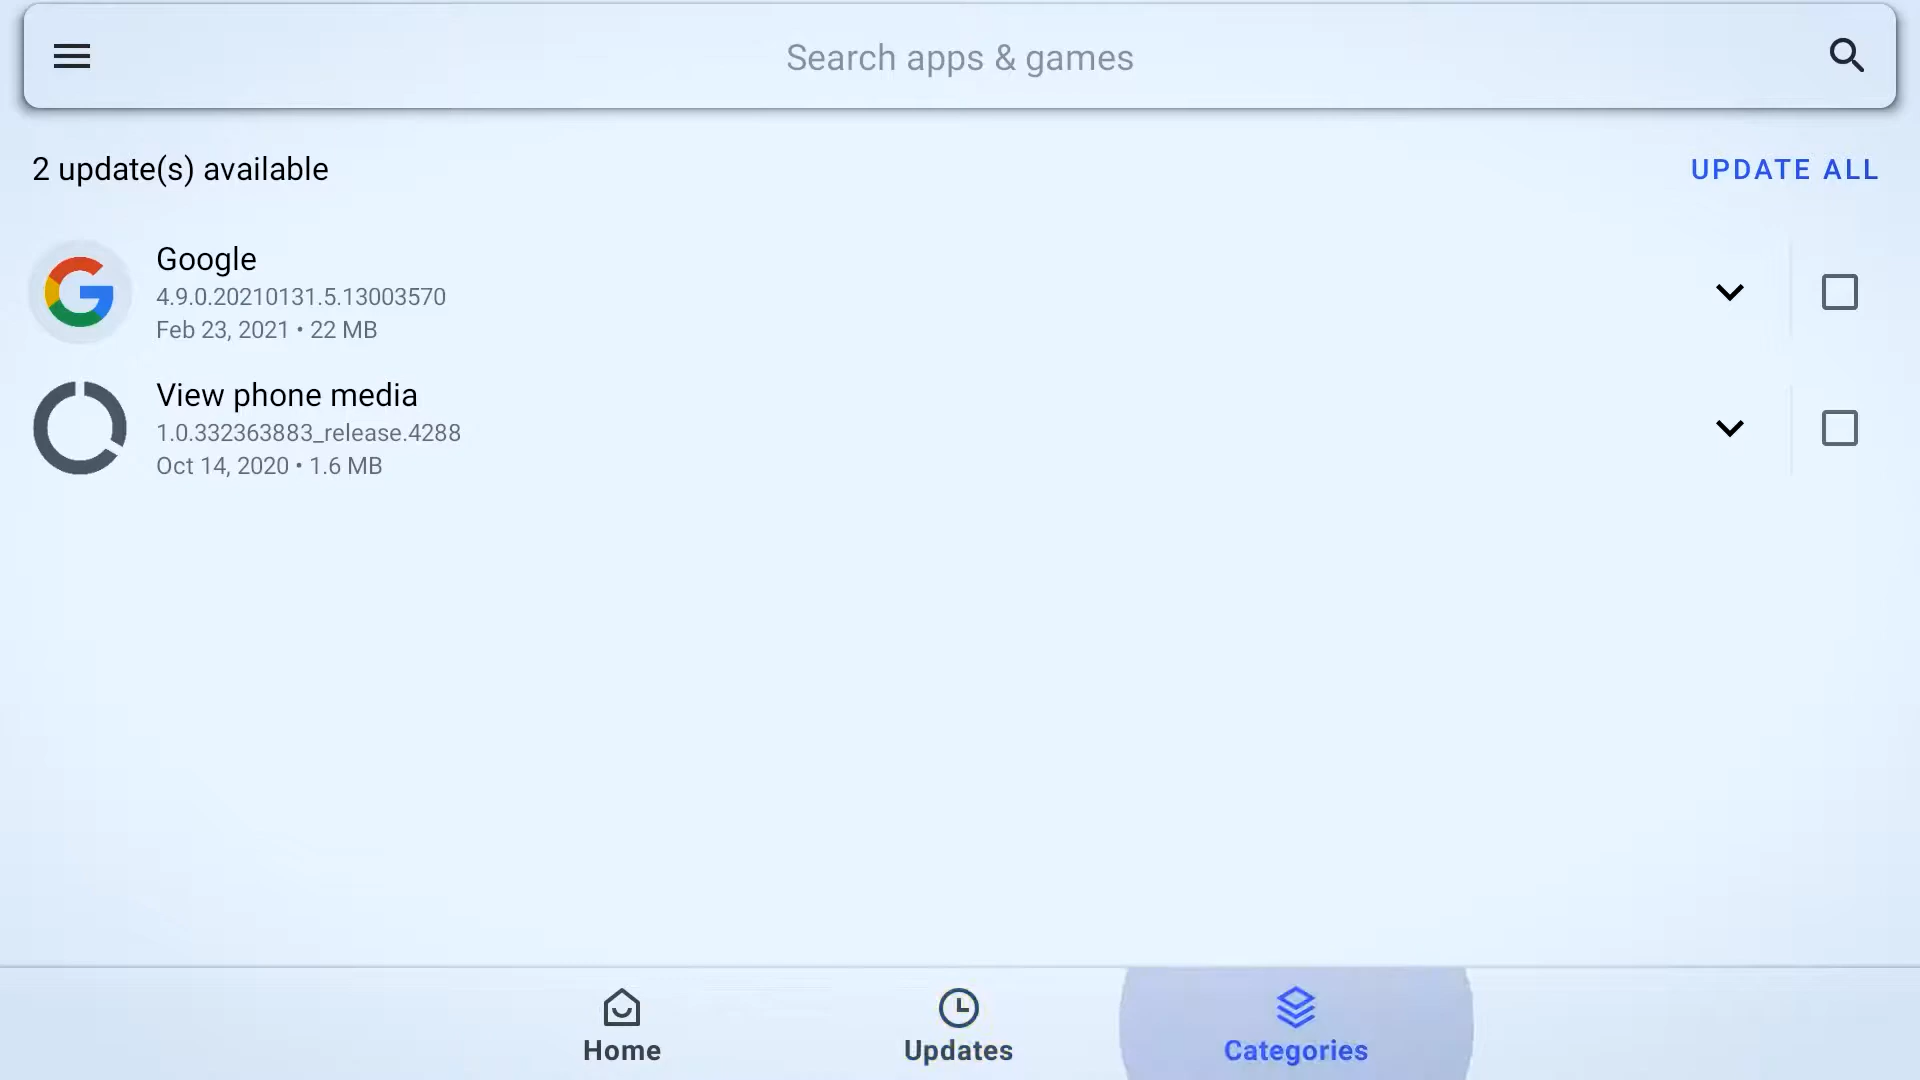 Search apps & games
2 update(s) available
UPDATE ALL
Google
4.9.0.20210131.5.13003570
Feb 23, 2021 • 22 MB
View phone media
1.0.332363883_release.4288
Oct 14, 2020 • 1.6 MB
Home
Updates
Categories